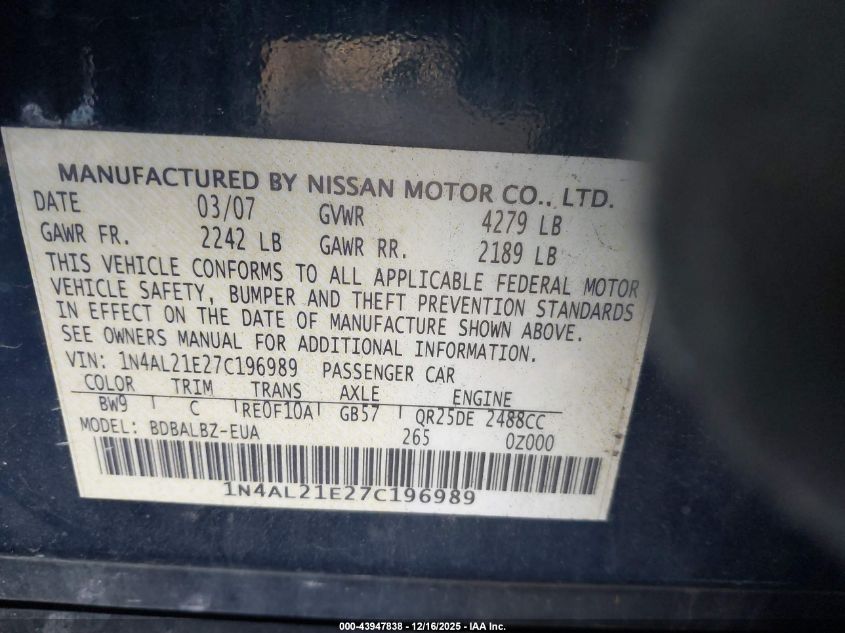 MANUFACTURED BY NISSAN MOTOR CO., LTD.
DATE 03/07 GVWR 4279 LB
GAWR FR. 2242 LB GAWR RR. 2189 LB
THIS VEHICLE CONFORMS TO ALL APPLICABLE FEDERAL MOTOR
VEHICLE SAFETY, BUMPER AND THEFT PREVENTION STANDARDS
IN EFFECT ON THE DATE OF MANUFACTURE SHOWN ABOVE.
SEE OWNERS MANUAL FOR ADDITIONAL INFORMATION.
VIN: 1N4AL21E27C196989 PASSENGER CAR
COLOR TRIM TRANS AXLE ENGINE
BW9 C RE0F10A GB57 QR25DE 2488CC
MODEL: BDBALBZ-EUA 265 0Z000
1N4AL21E27C196989
000-43947838 - 12/16/2025 - IAA Inc.